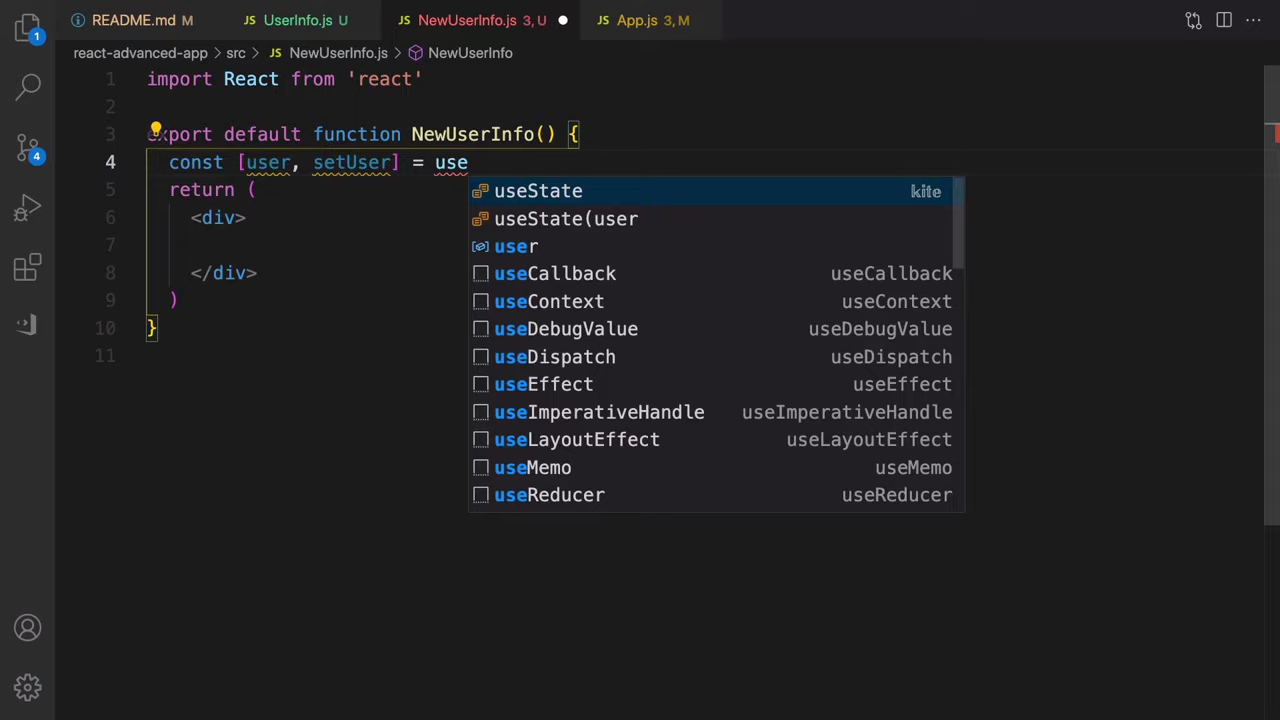 README.md M
UserInfo.js U
NewUserInfo.js 3, U
App.js 3, M
react-advanced-app > src > NewUserInfo.js > NewUserInfo
1 import React from 'react'
2
3 export default function NewUserInfo() {
4 const [user, setUser] = use
5 return (
6 <div>
7
8 </div>
9 )
10 }
11
useState kite
useState(user
user
useCallback useCallback
useContext useContext
useDebugValue useDebugValue
useDispatch useDispatch
useEffect useEffect
useImperativeHandle useImperativeHandle
useLayoutEffect useLayoutEffect
useMemo useMemo
useReducer useReducer
1
4